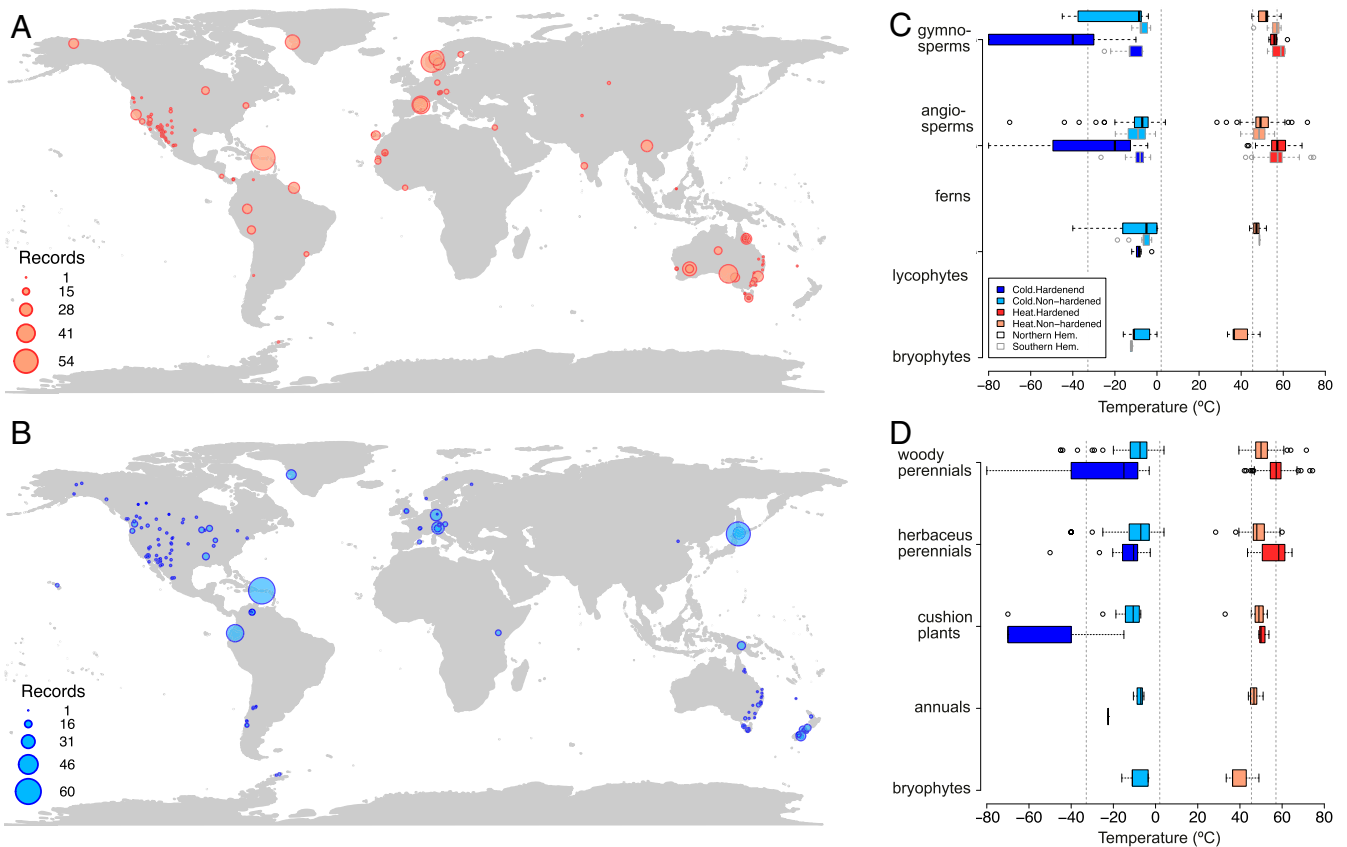 A
Records
1
15
28
41
54
B
Records
1
16
31
46
60
C
gymno-
sperms
angio-
sperms
ferns
lycophytes
bryophytes
Cold.Hardenend
Cold.Non-hardened
Heat.Hardened
Heat.Non-hardened
Northern Hem.
Southern Hem.
-80 -60 -40 -20 0 20 40 60 80
Temperature (ºC)
D
woody
perennials
herbaceus
perennials
cushion
plants
annuals
bryophytes
-80 -60 -40 -20 0 20 40 60 80
Temperature (ºC)